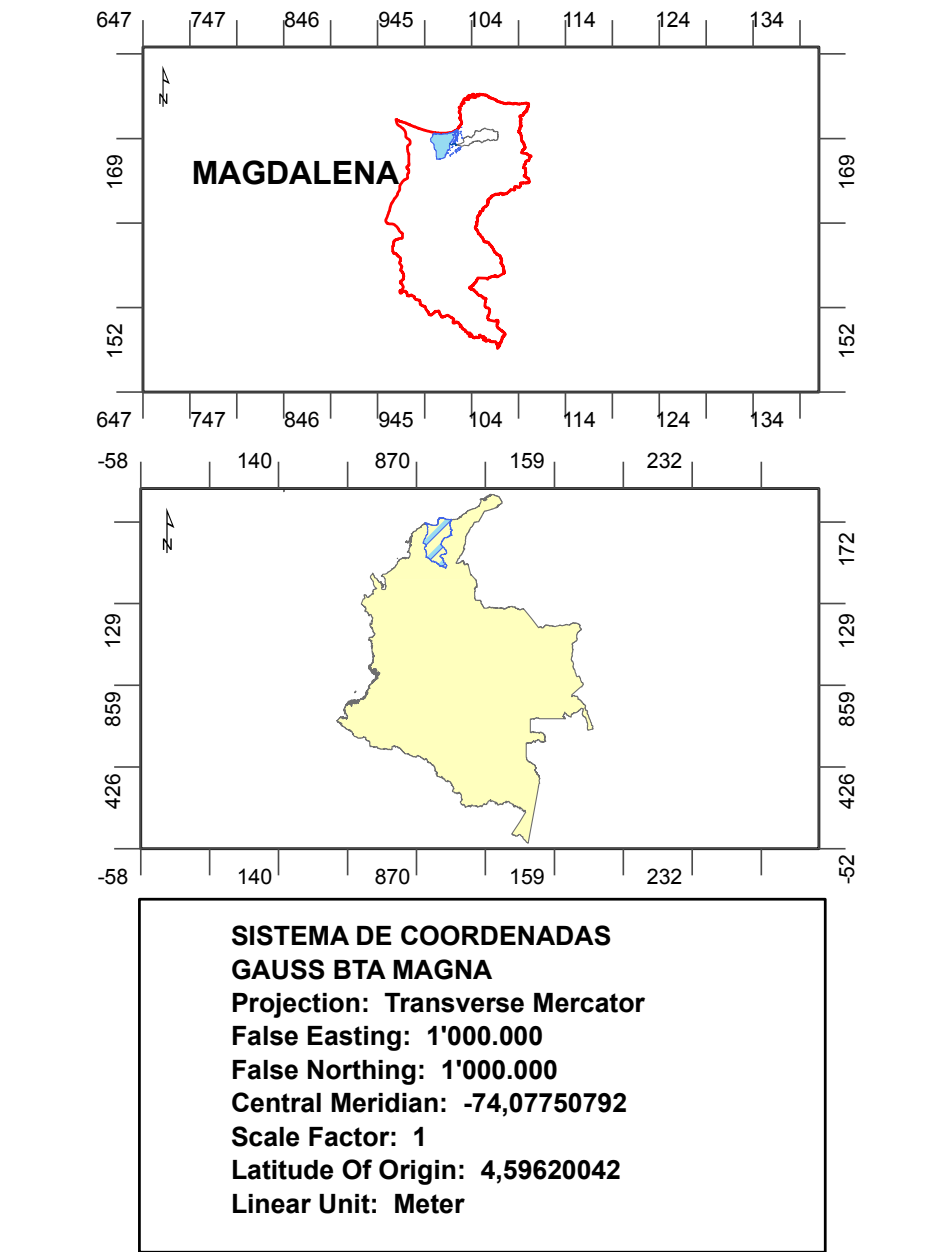 647 747 846 945 104 114 124 134
N
MAGDALENA
169 169
152 152
647 747 846 945 104 114 124 134
-58 140 870 159 232
N
172
129 129
859 859
426 426
-52
-58 140 870 159 232
SISTEMA DE COORDENADAS
GAUSS BTA MAGNA
Projection: Transverse Mercator
False Easting: 1'000.000
False Northing: 1'000.000
Central Meridian: -74,07750792
Scale Factor: 1
Latitude Of Origin: 4,59620042
Linear Unit: Meter